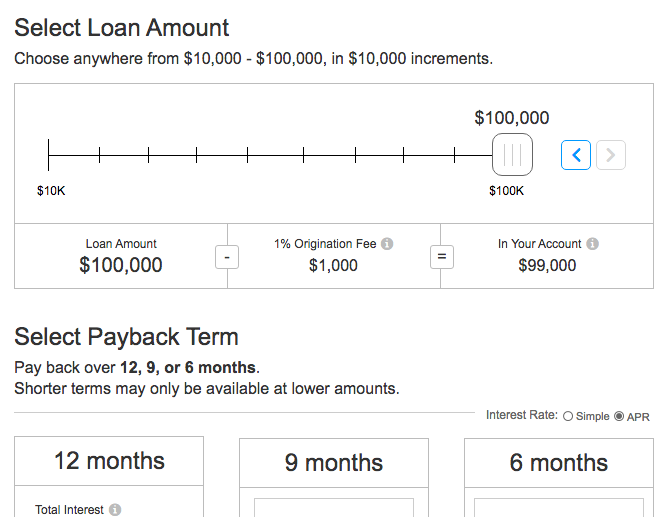 Select Loan Amount
Choose anywhere from $10,000 - $100,000, in $10,000 increments.
$100,000
$10K
$100K
Loan Amount
$100,000
-
1% Origination Fee
$1,000
=
In Your Account
$99,000
Select Payback Term
Pay back over 12, 9, or 6 months.
Shorter terms may only be available at lower amounts.
Interest Rate: Simple APR
12 months
9 months
6 months
Total Interest